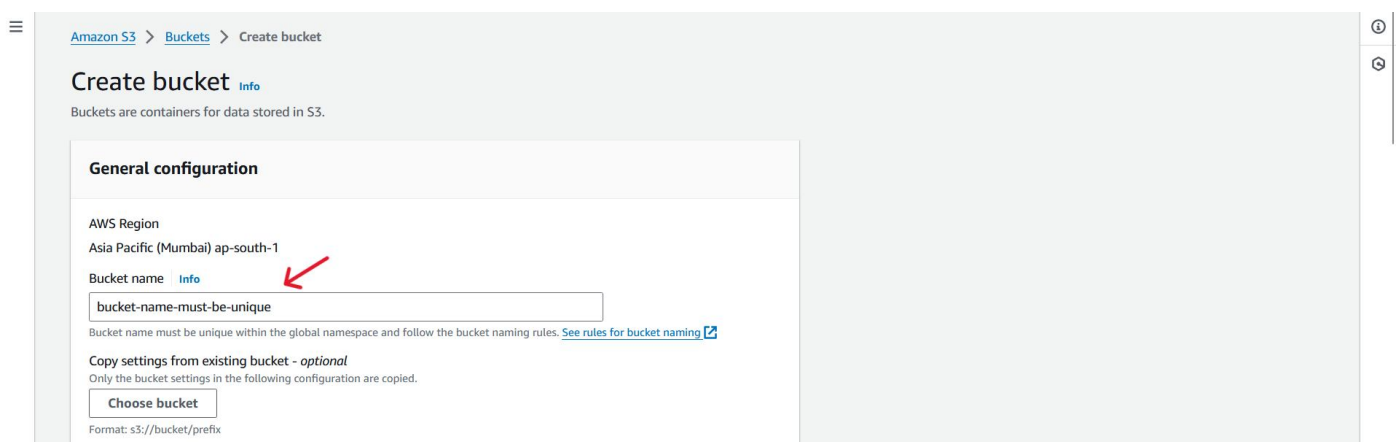 Amazon S3 > Buckets > Create bucket
Create bucket Info
Buckets are containers for data stored in S3.
General configuration
AWS Region
Asia Pacific (Mumbai) ap-south-1
Bucket name Info
bucket-name-must-be-unique
Bucket name must be unique within the global namespace and follow the bucket naming rules. See rules for bucket naming
Copy settings from existing bucket - optional
Only the bucket settings in the following configuration are copied.
Choose bucket
Format: s3://bucket/prefix